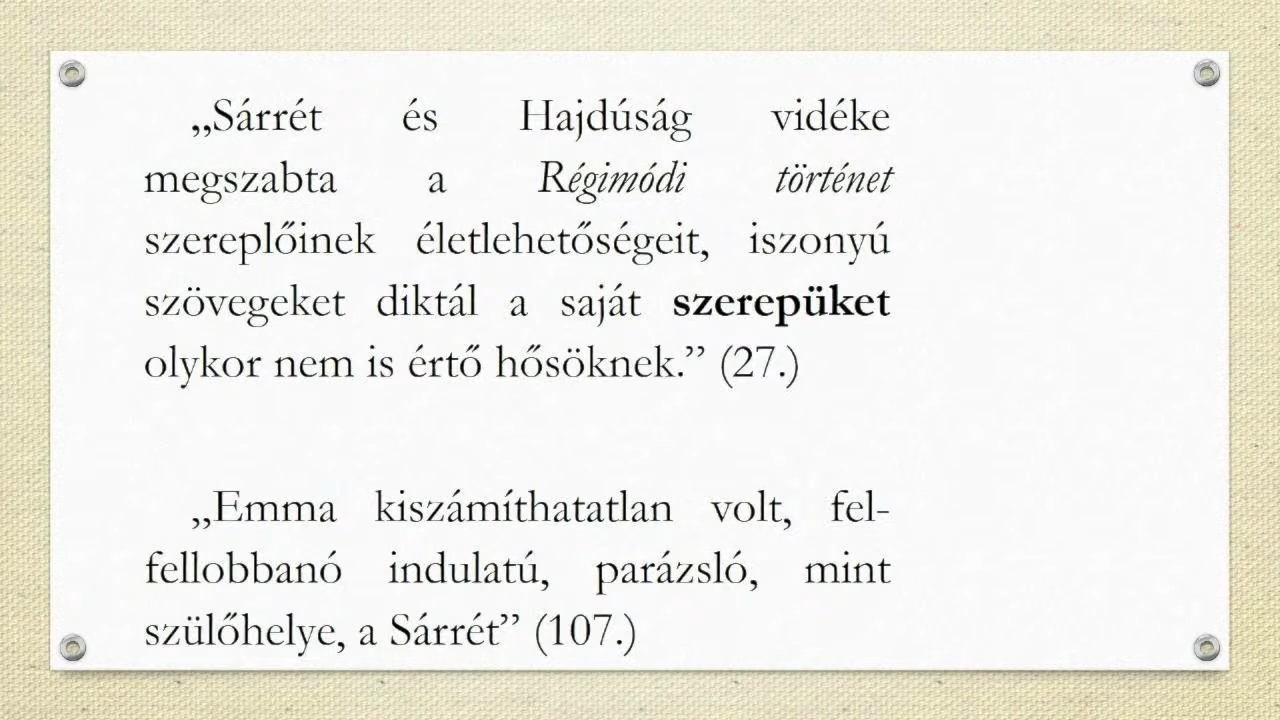 „Sárrét és Hajdúság vidéke
megszabta a Régimódi történet
szereplőinek életlehetőségeit, iszonyú
szövegeket diktál a saját szerepüket
olykor nem is értő hősöknek.” (27.)
„Emma kiszámíthatatlan volt, fel-
fellobbanó indulatú, parázsló, mint
szülőhelye, a Sárrét” (107.)